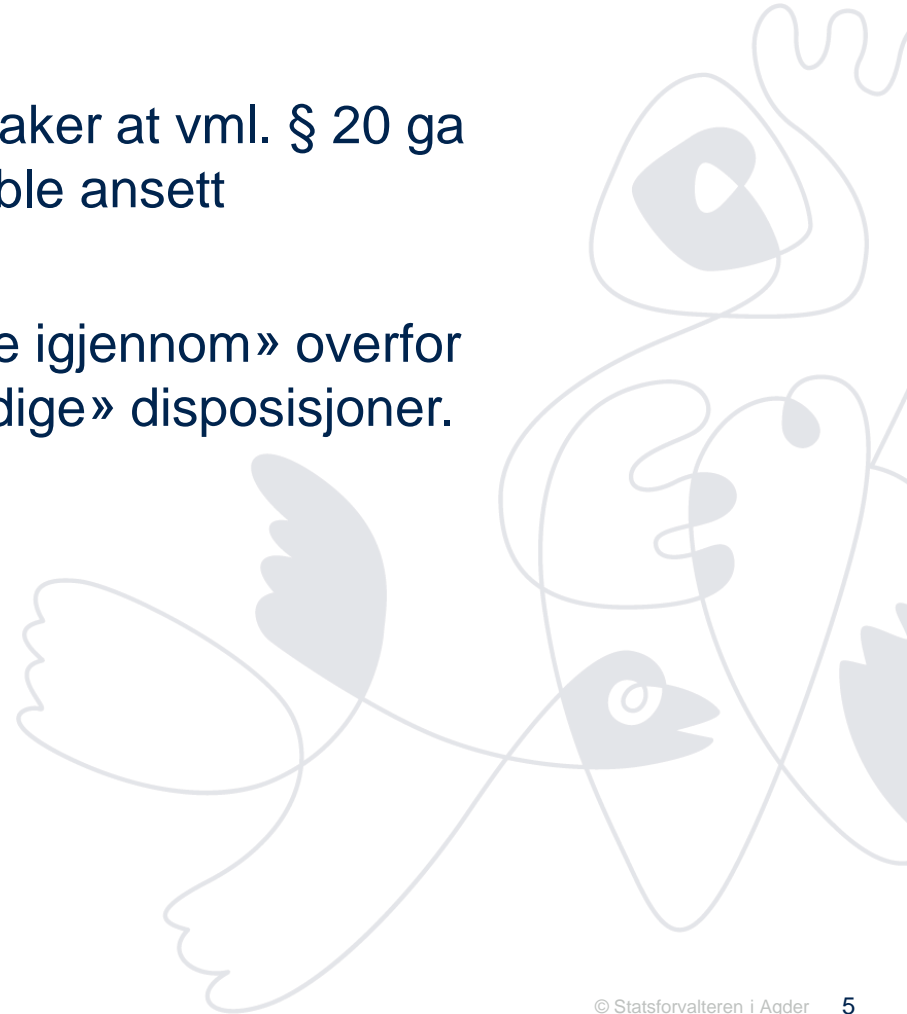 aker at vml. § 20 ga
ble ansett
e igjennom» overfor
dige» disposisjoner.
© Statsforvalteren i Agder 5